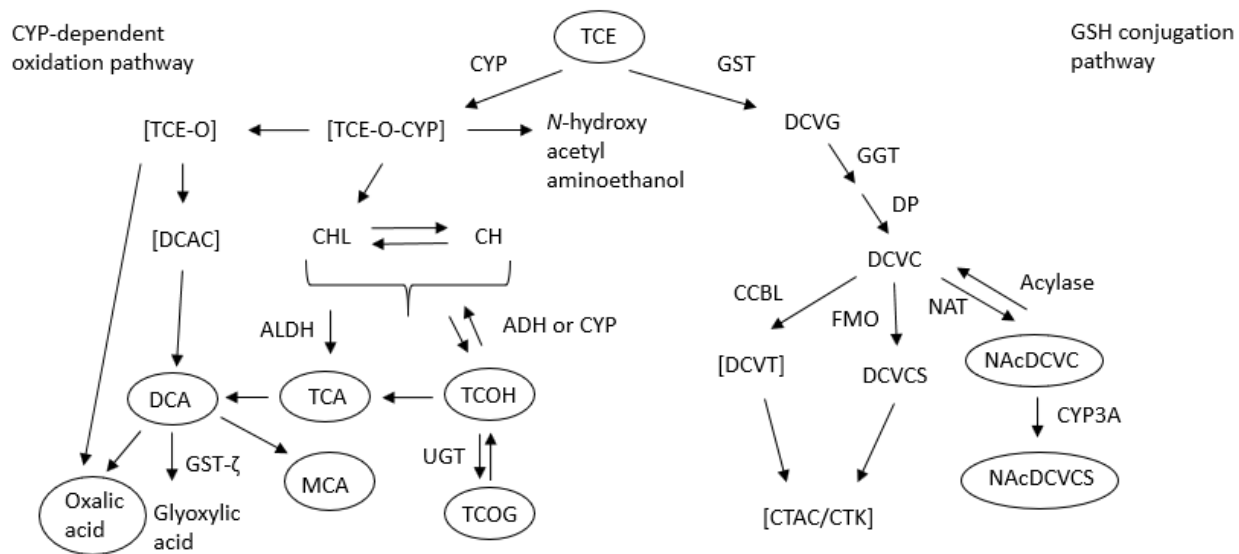 CYP-dependent
oxidation pathway
TCE
GSH conjugation
pathway
CYP
GST
[TCE-O]
[TCE-O-CYP]
N-hydroxy
acetyl
aminoethanol
DCVG
GGT
DP
[DCAC]
CHL
CH
DCVC
CCBL
FMO
NAT
Acylase
ALDH
ADH or CYP
[DCVT]
DCVCS
NAcDCVC
DCA
TCA
TCOH
CYP3A
GST-ζ
UGT
MCA
NAcDCVCS
Oxalic
acid
Glyoxylic
acid
TCOG
[CTAC/CTK]